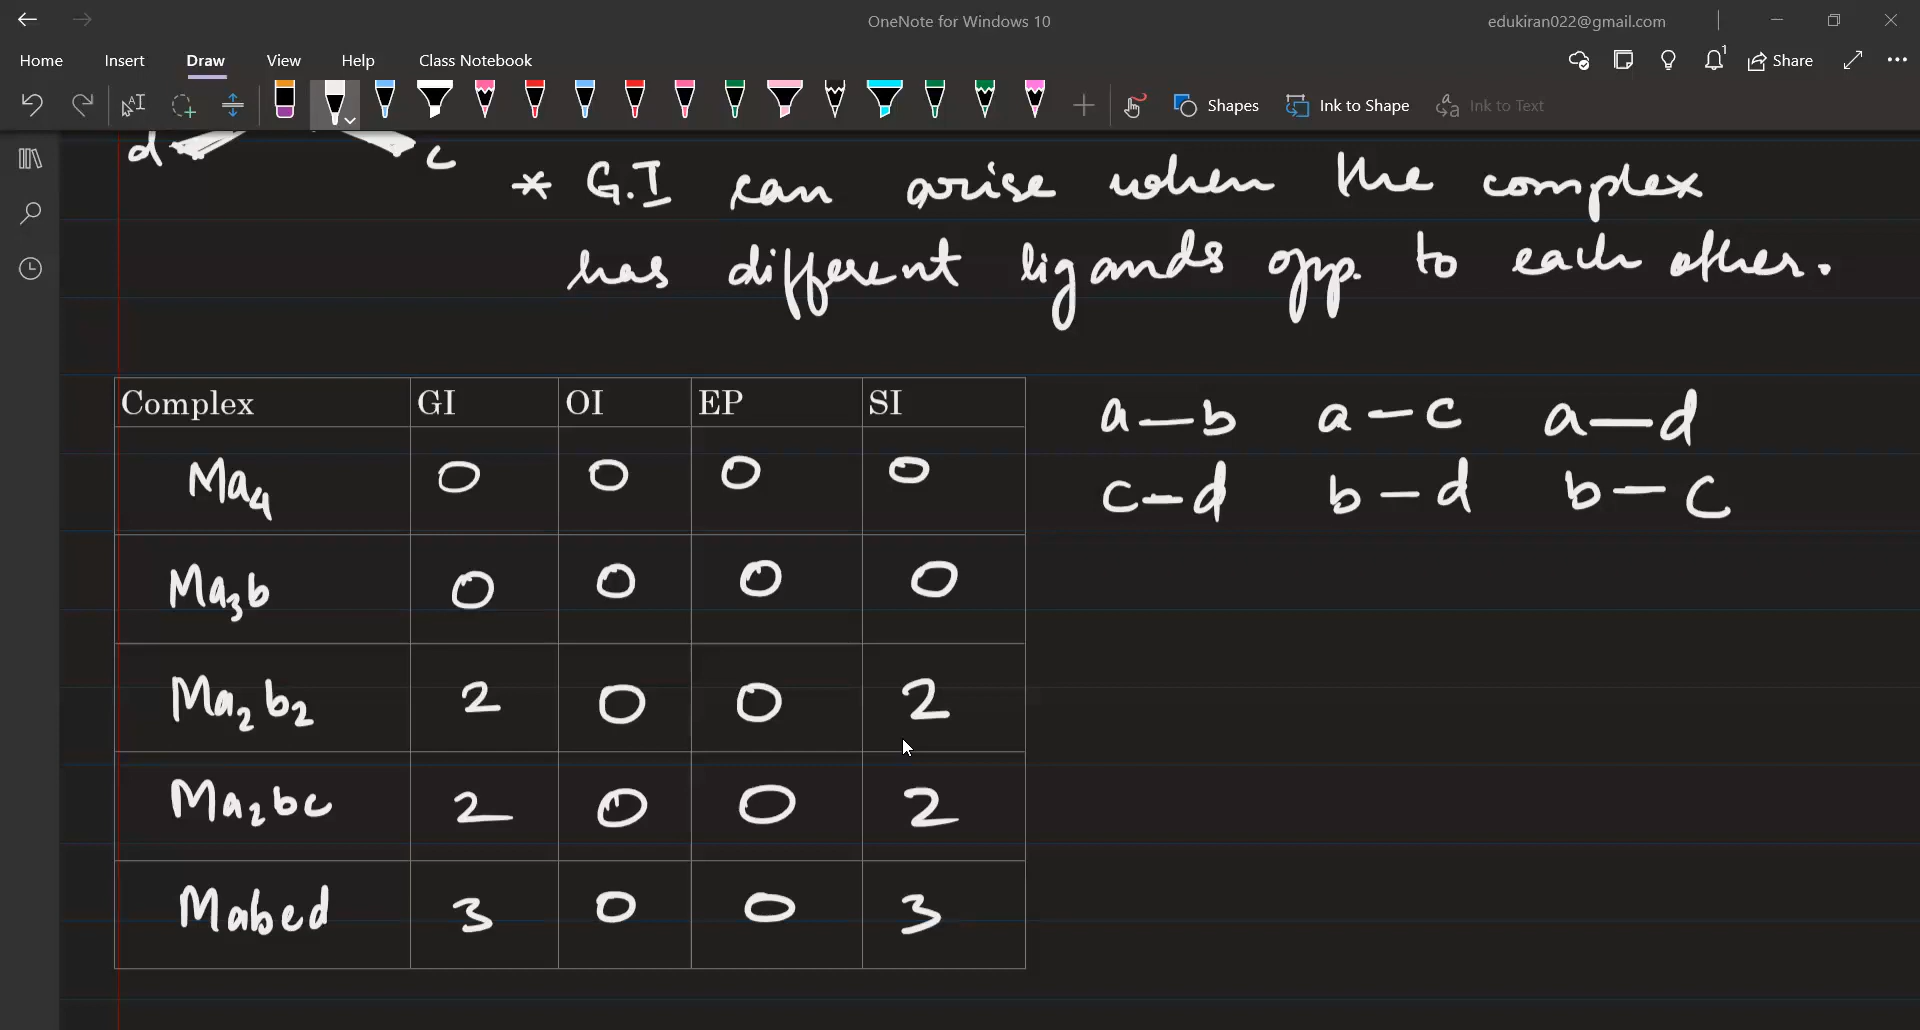 OneNote for Windows 10
edukiran022@gmail.com
Home Insert Draw View Help Class Notebook
1 Share
Shapes Ink to Shape Ink to Text
d c
* G.I can arise when the complex
has different ligands opp. to each other.
Complex GI OI EP SI
Ma4 0 0 0 0
Ma3b 0 0 0 0
Ma2b2 2 0 0 2
Ma2bc 2 0 0 2
Mabcd 3 0 0 3
a—b a—c a—d
c—d b—d b—c